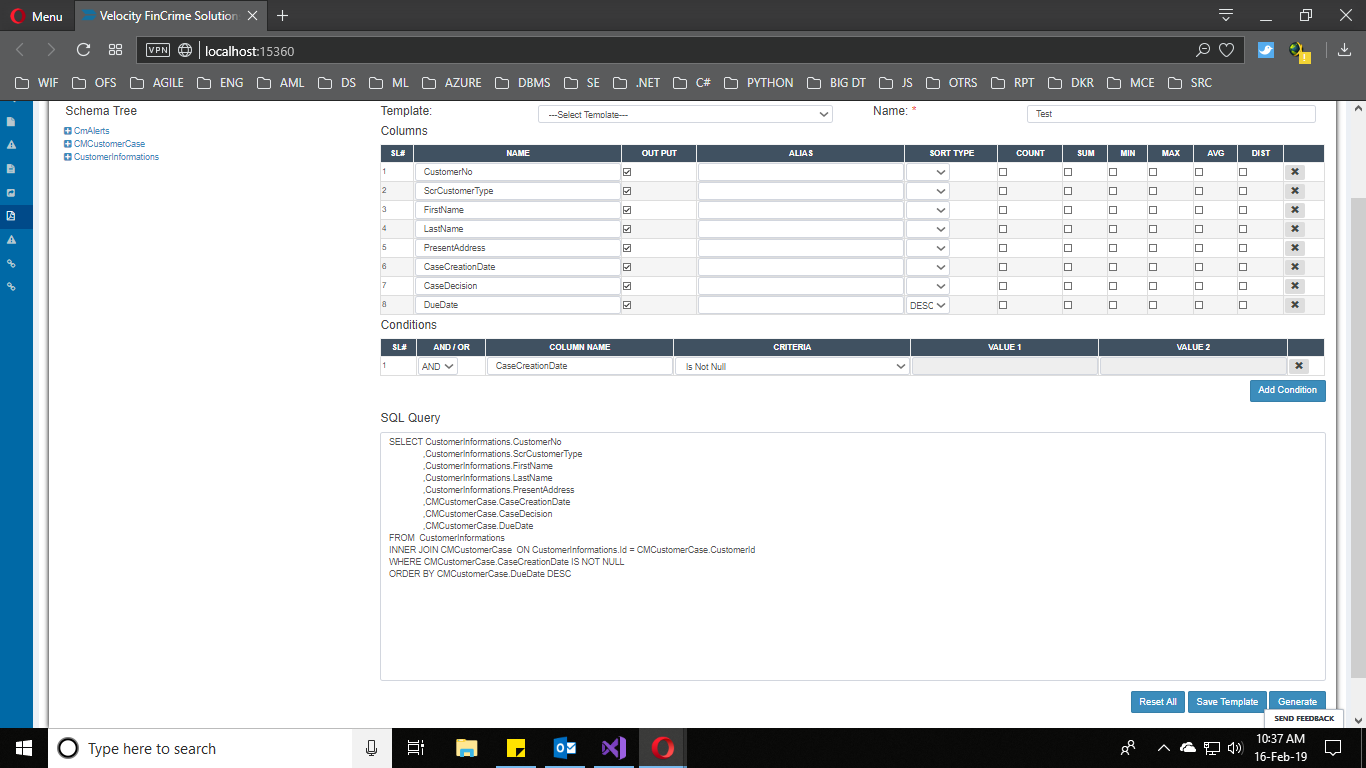 Menu
Velocity FinCrime Solution
VPN
localhost:15360
WIF OFS AGILE ENG AML DS ML AZURE DBMS SE .NET C# PYTHON BIG DT JS OTRS RPT DKR MCE SRC
Schema Tree
CmAlerts
CMCustomerCase
CustomerInformations
Template: ---Select Template--- Name: * Test
Columns
SL# NAME OUT PUT ALIAS SORT TYPE COUNT SUM MIN MAX AVG DIST
1 CustomerNo
2 ScrCustomerType
3 FirstName
4 LastName
5 PresentAddress
6 CaseCreationDate
7 CaseDecision
8 DueDate DESC
Conditions
SL# AND / OR COLUMN NAME CRITERIA VALUE 1 VALUE 2
1 AND CaseCreationDate Is Not Null
Add Condition
SQL Query
SELECT CustomerInformations.CustomerNo
,CustomerInformations.ScrCustomerType
,CustomerInformations.FirstName
,CustomerInformations.LastName
,CustomerInformations.PresentAddress
,CMCustomerCase.CaseCreationDate
,CMCustomerCase.CaseDecision
,CMCustomerCase.DueDate
FROM CustomerInformations
INNER JOIN CMCustomerCase ON CustomerInformations.Id = CMCustomerCase.CustomerId
WHERE CMCustomerCase.CaseCreationDate IS NOT NULL
ORDER BY CMCustomerCase.DueDate DESC
Reset All Save Template Generate
SEND FEEDBACK
Type here to search
10:37 AM
16-Feb-19